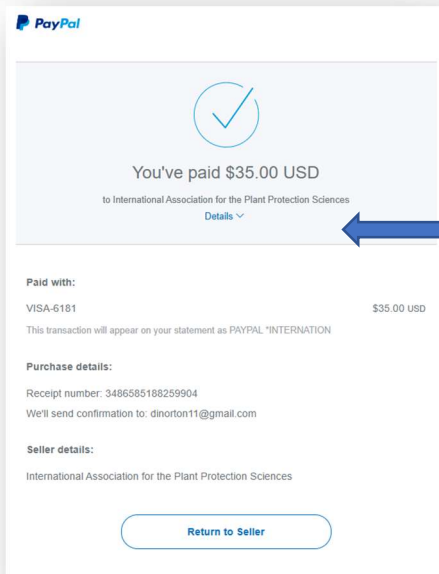 PayPal
You've paid $35.00 USD
to International Association for the Plant Protection Sciences
Details
Paid with:
VISA-6181 $35.00 USD
This transaction will appear on your statement as PAYPAL *INTERNATION
Purchase details:
Receipt number: 3486585188259904
We'll send confirmation to: dinorton11@gmail.com
Seller details:
International Association for the Plant Protection Sciences
Return to Seller